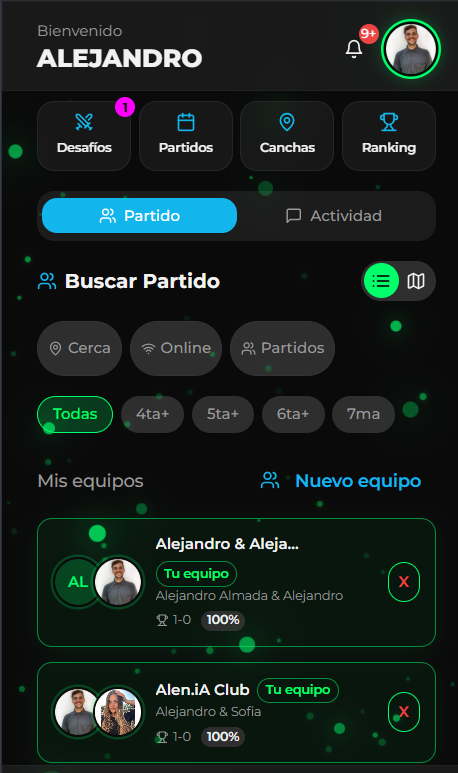 Bienvenido
ALEJANDRO
9+
1
Desafíos Partidos Canchas Ranking
Partido Actividad
Buscar Partido
Cerca Online Partidos
Todas 4ta+ 5ta+ 6ta+ 7ma
Mis equipos Nuevo equipo
Alejandro & Aleja...
AL Tu equipo X
Alejandro Almada & Alejandro
1-0 100%
Alen.iA Club Tu equipo
Alejandro & Sofia X
1-0 100%